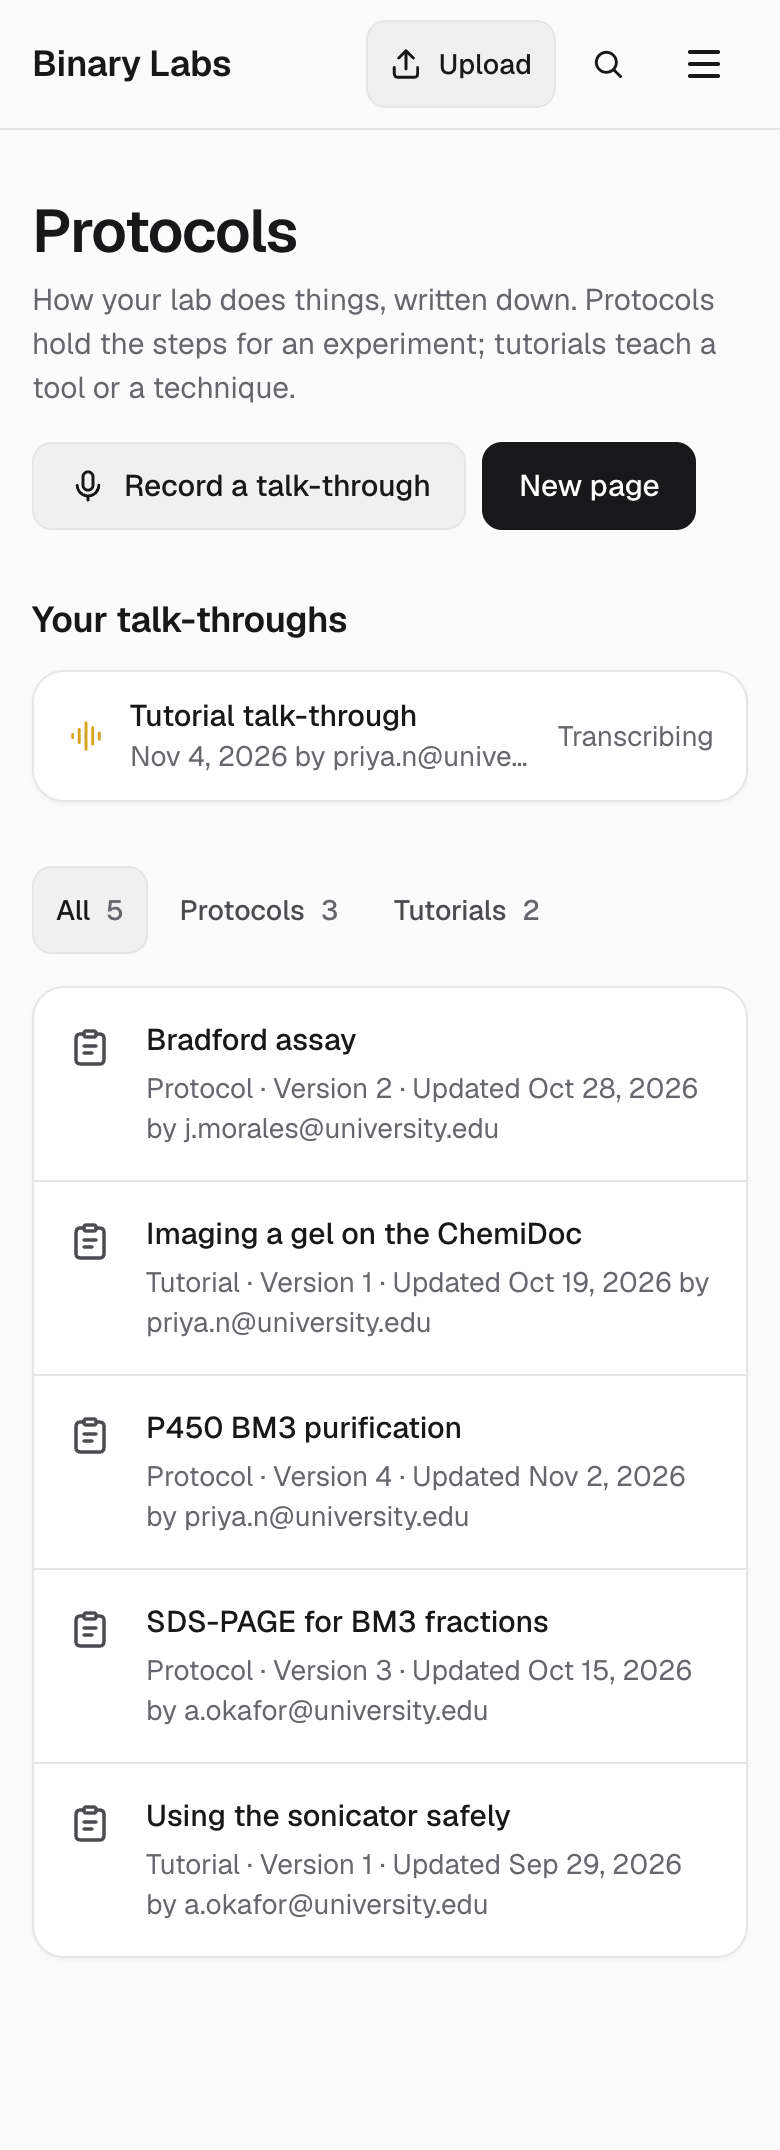 Binary Labs
Upload
Protocols
How your lab does things, written down. Protocols
hold the steps for an experiment; tutorials teach a
tool or a technique.
Record a talk-through
New page
Your talk-throughs
Tutorial talk-through
Nov 4, 2026 by priya.n@unive...
Transcribing
All 5
Protocols 3
Tutorials 2
Bradford assay
Protocol · Version 2 · Updated Oct 28, 2026
by j.morales@university.edu
Imaging a gel on the ChemiDoc
Tutorial · Version 1 · Updated Oct 19, 2026 by
priya.n@university.edu
P450 BM3 purification
Protocol · Version 4 · Updated Nov 2, 2026
by priya.n@university.edu
SDS-PAGE for BM3 fractions
Protocol · Version 3 · Updated Oct 15, 2026
by a.okafor@university.edu
Using the sonicator safely
Tutorial · Version 1 · Updated Sep 29, 2026
by a.okafor@university.edu